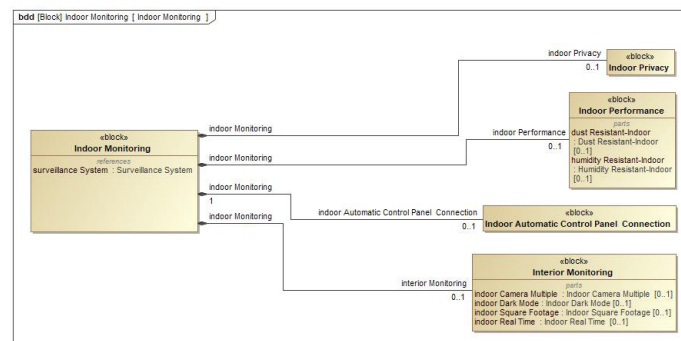 bdd [Block] Indoor Monitoring [ Indoor Monitoring ]
indoor Privacy
0..1
«block»
Indoor Privacy
«block»
Indoor Monitoring
references
surveillance System : Surveillance System
indoor Monitoring
indoor Monitoring
indoor Monitoring
1
indoor Monitoring
indoor Performance
0..1
«block»
Indoor Performance
parts
dust Resistant-Indoor
: Dust Resistant-Indoor
[0..1]
humidity Resistant-Indoor
: Humidity Resistant-Indoor
[0..1]
indoor Automatic Control Panel Connection
0..1
«block»
Indoor Automatic Control Panel Connection
interior Monitoring
0..1
«block»
Interior Monitoring
parts
indoor Camera Multiple : Indoor Camera Multiple [0..1]
indoor Dark Mode : Indoor Dark Mode [0..1]
indoor Square Footage : Indoor Square Footage [0..1]
indoor Real Time : Indoor Real Time [0..1]